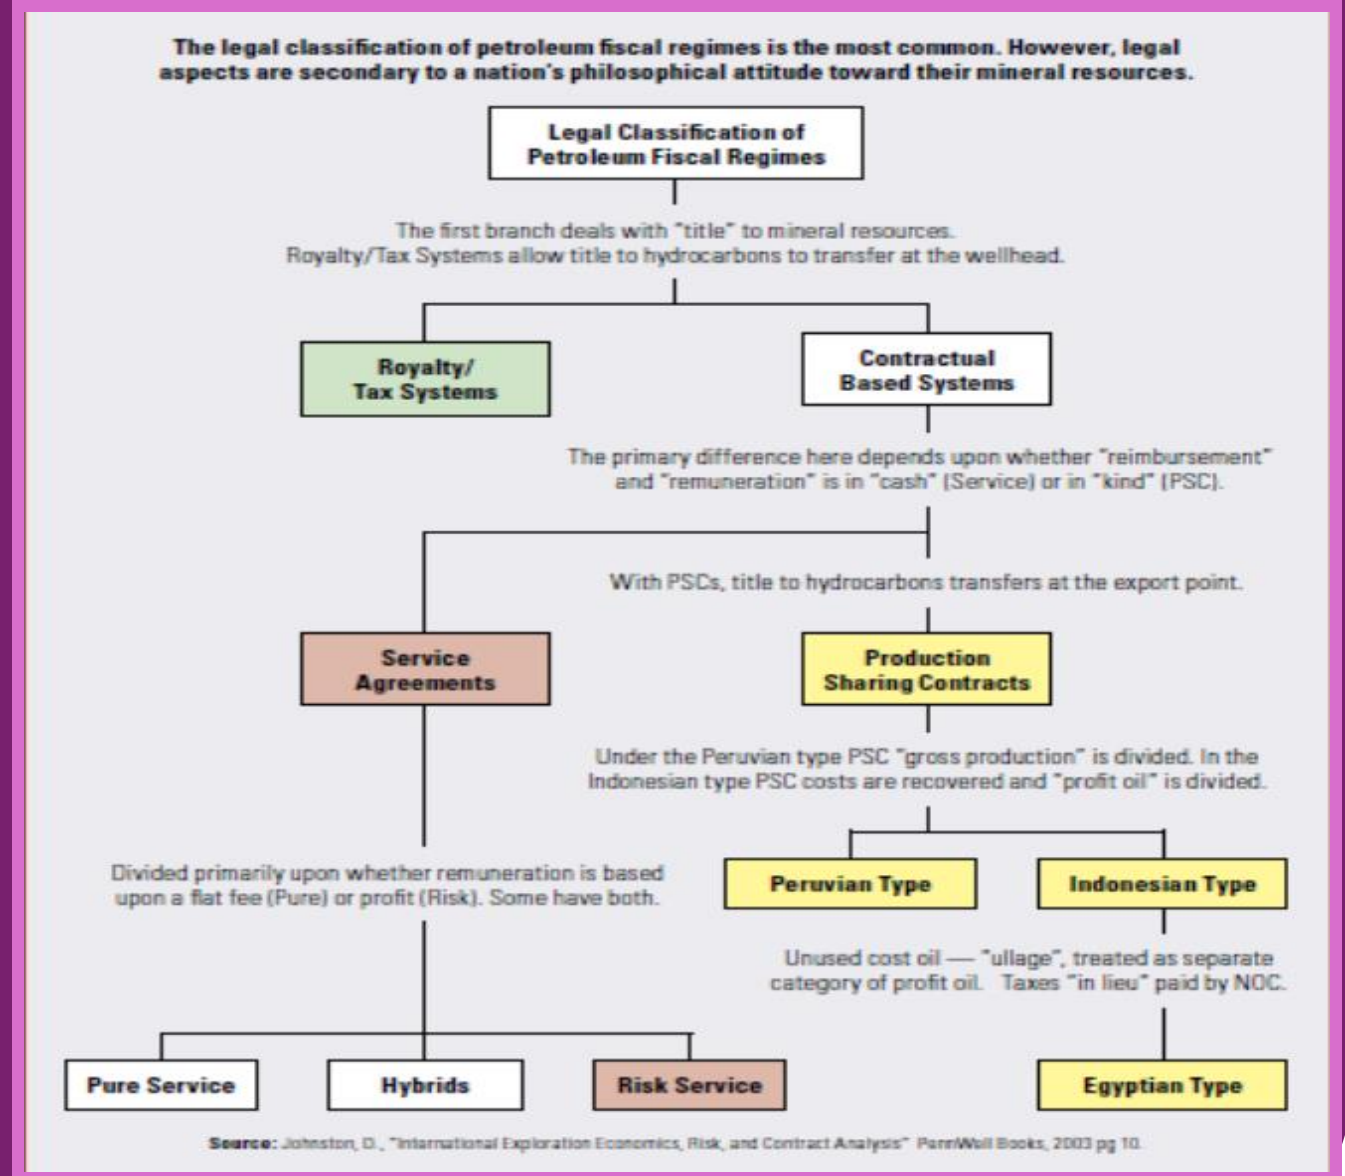 The legal classification of petroleum fiscal regimes is the most common. However, legal
aspects are secondary to a nation's philosophical attitude toward their mineral resources.
Legal Classification of
Petroleum Fiscal Regimes
The first branch deals with "title" to mineral resources.
Royalty/Tax Systems allow title to hydrocarbons to transfer at the wellhead.
Royalty/
Tax Systems
Contractual
Based Systems
The primary difference here depends upon whether "reimbursement"
and "remuneration" is in "cash" (Service) or in "kind" (PSC).
With PSCs, title to hydrocarbons transfers at the export point.
Service
Agreements
Production
Sharing Contracts
Under the Peruvian type PSC "gross production" is divided. In the
Indonesian type PSC costs are recovered and "profit oil" is divided.
Divided primarily upon whether remuneration is based
upon a flat fee (Pure) or profit (Risk). Some have both.
Peruvian Type
Indonesian Type
Unused cost oil — "ullage", treated as separate
category of profit oil. Taxes "in lieu" paid by NOC.
Pure Service
Hybrids
Risk Service
Egyptian Type
Source: Johnston, D., "International Exploration Economics, Risk, and Contract Analysis" PennWell Books, 2003 pg 10.